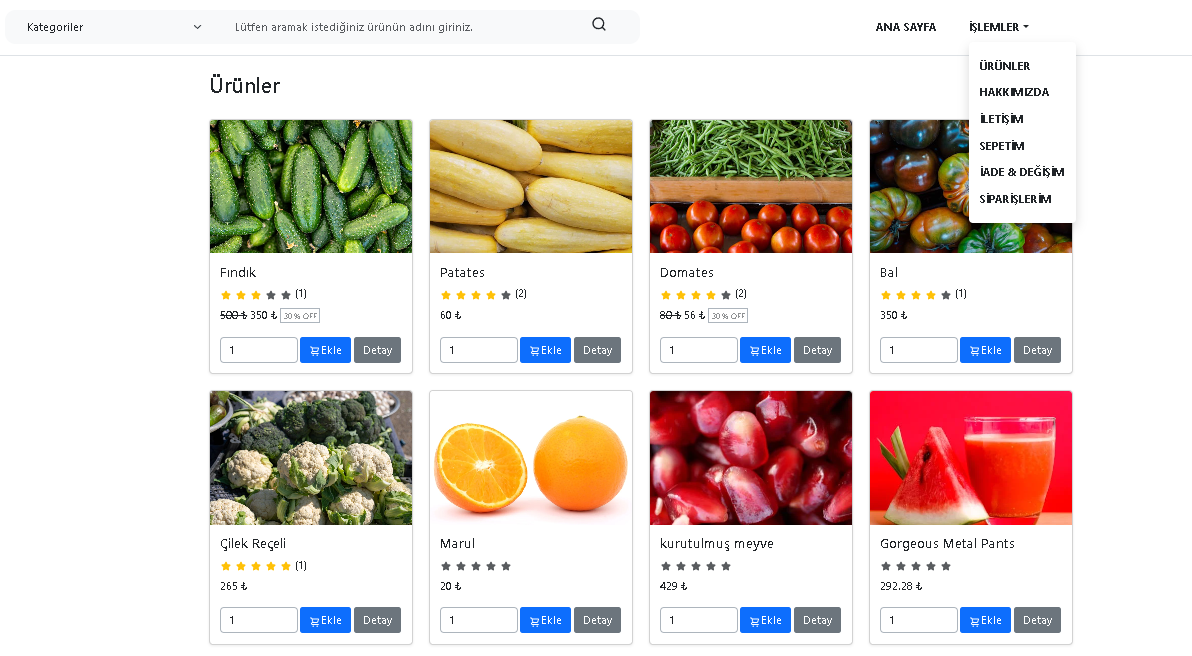 Kategoriler
Lütfen aramak istediğiniz ürünün adını giriniz.
ANA SAYFA
İŞLEMLER
ÜRÜNLER
HAKKIMIZDA
İLETİŞİM
SEPETİM
İADE & DEĞİŞİM
SİPARİŞLERİM
Ürünler
Fındık
(1)
500 ₺ 350 ₺ 30% OFF
1 Ekle Detay
Patates
(2)
60 ₺
1 Ekle Detay
Domates
(2)
80 ₺ 56 ₺ 30% OFF
1 Ekle Detay
Bal
(1)
350 ₺
1 Ekle Detay
Çilek Reçeli
(1)
265 ₺
1 Ekle Detay
Marul
20 ₺
1 Ekle Detay
kurutulmuş meyve
429 ₺
1 Ekle Detay
Gorgeous Metal Pants
292.28 ₺
1 Ekle Detay